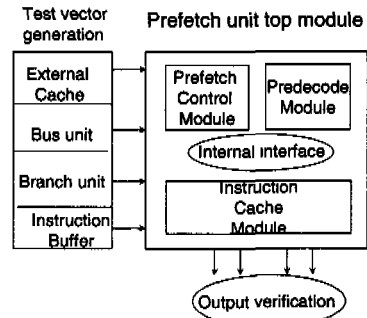 Test vector
generation
Prefetch unit top module
External
Cache
Bus unit
Branch unit
Instruction
Buffer
Prefetch
Control
Module
Predecode
Module
Internal interface
Instruction
Cache
Module
Output verification